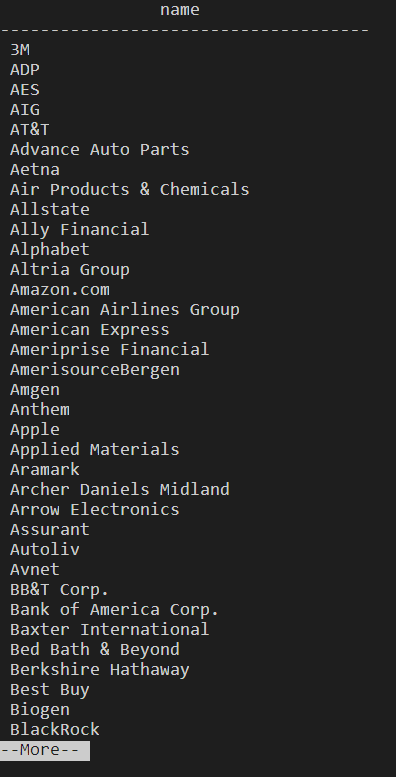 name
-------------------------------------
3M
ADP
AES
AIG
AT&T
Advance Auto Parts
Aetna
Air Products & Chemicals
Allstate
Ally Financial
Alphabet
Altria Group
Amazon.com
American Airlines Group
American Express
Ameriprise Financial
AmerisourceBergen
Amgen
Anthem
Apple
Applied Materials
Aramark
Archer Daniels Midland
Arrow Electronics
Assurant
Autoliv
Avnet
BB&T Corp.
Bank of America Corp.
Baxter International
Bed Bath & Beyond
Berkshire Hathaway
Best Buy
Biogen
BlackRock
--More--